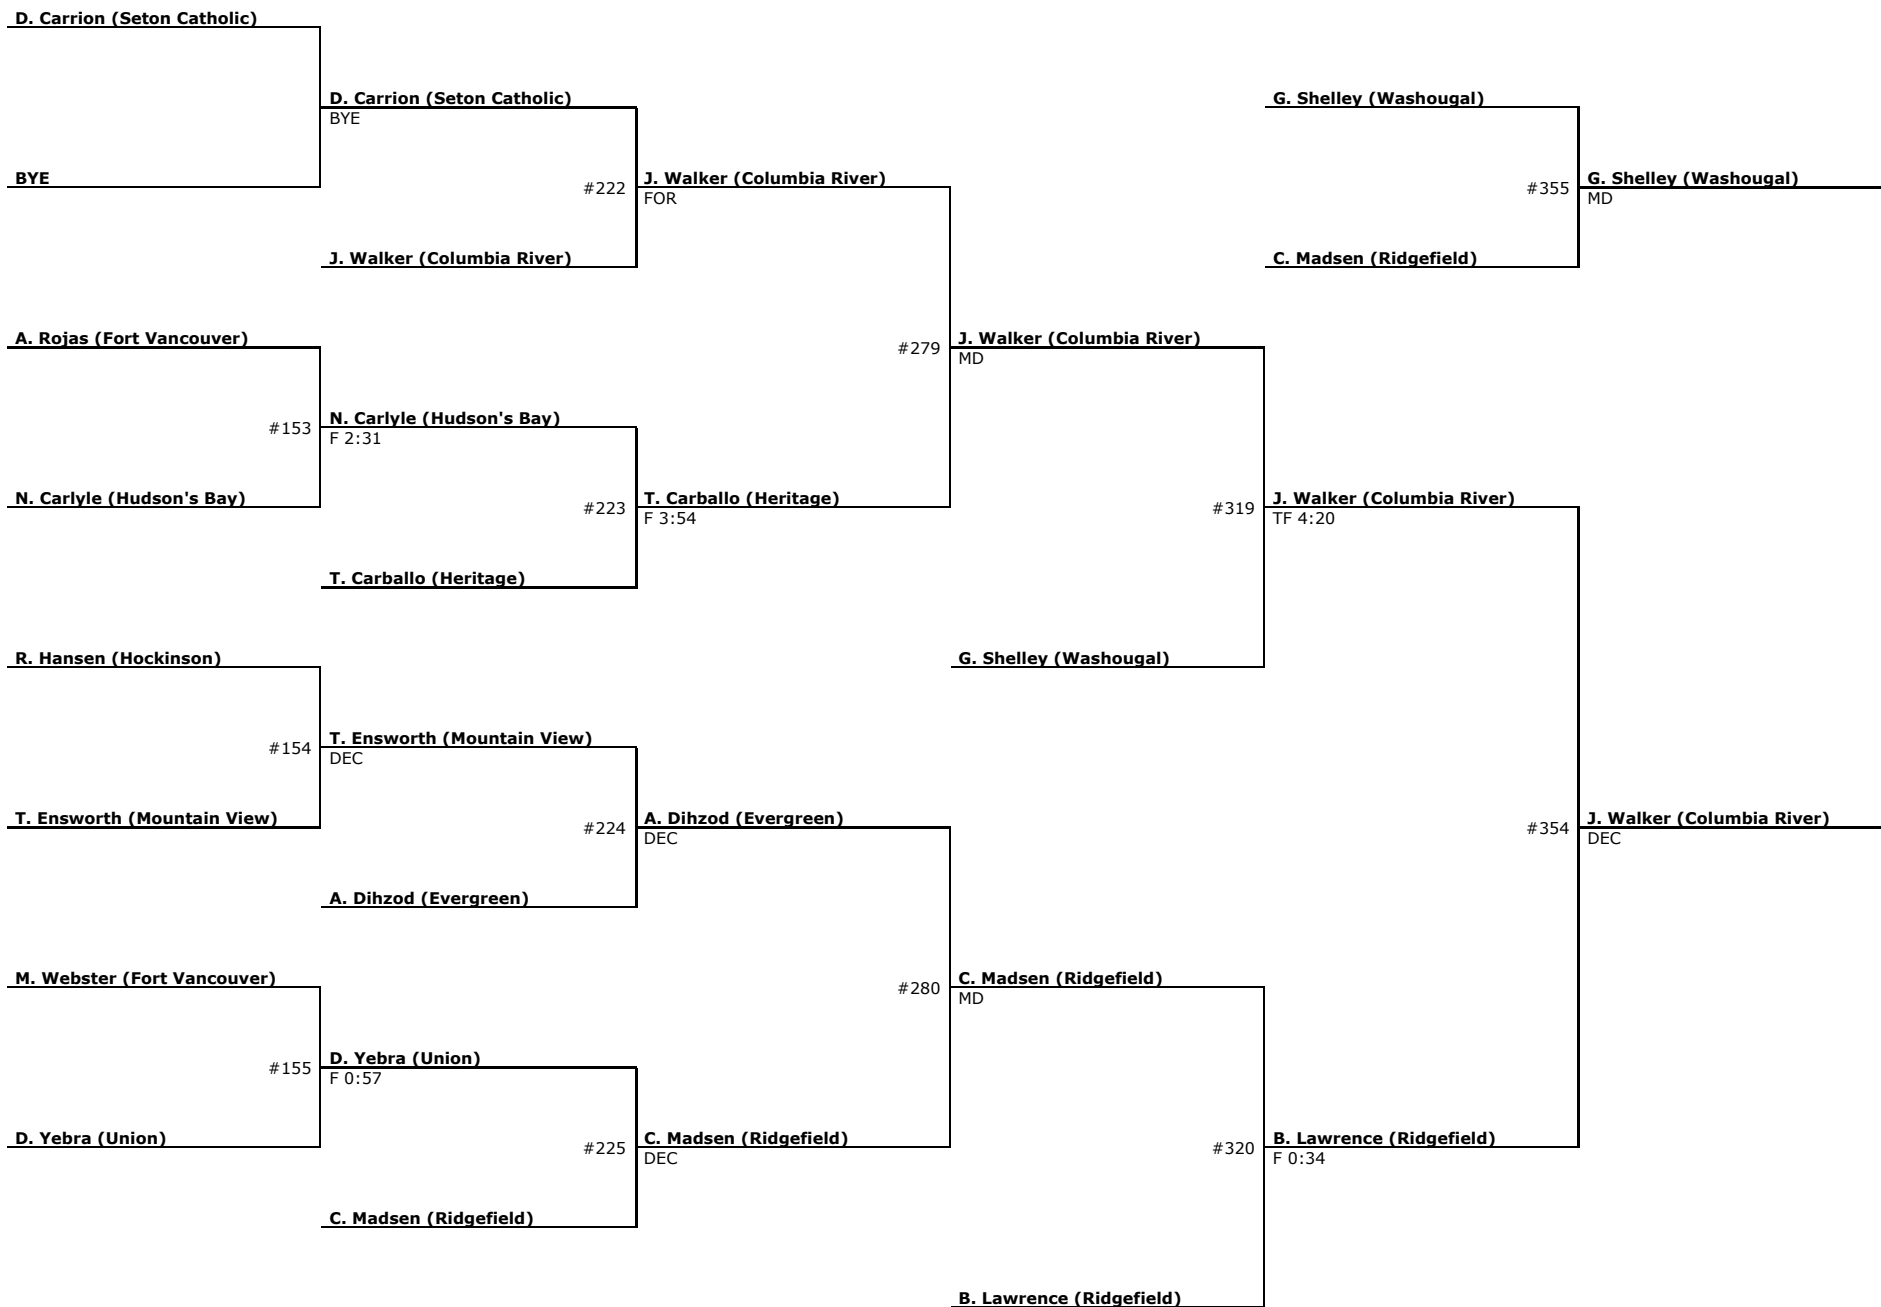 D. Carrion (Seton Catholic)
D. Carrion (Seton Catholic)
BYE
G. Shelley (Washougal)
BYE
#222
J. Walker (Columbia River)
FOR
#355
G. Shelley (Washougal)
MD
J. Walker (Columbia River)
C. Madsen (Ridgefield)
A. Rojas (Fort Vancouver)
#279
J. Walker (Columbia River)
MD
#153
N. Carlyle (Hudson's Bay)
F 2:31
N. Carlyle (Hudson's Bay)
#223
T. Carballo (Heritage)
F 3:54
#319
J. Walker (Columbia River)
TF 4:20
T. Carballo (Heritage)
R. Hansen (Hockinson)
G. Shelley (Washougal)
#154
T. Ensworth (Mountain View)
DEC
T. Ensworth (Mountain View)
#224
A. Dihzod (Evergreen)
DEC
#354
J. Walker (Columbia River)
DEC
A. Dihzod (Evergreen)
M. Webster (Fort Vancouver)
#280
C. Madsen (Ridgefield)
MD
#155
D. Yebra (Union)
F 0:57
D. Yebra (Union)
#225
C. Madsen (Ridgefield)
DEC
#320
B. Lawrence (Ridgefield)
F 0:34
C. Madsen (Ridgefield)
B. Lawrence (Ridgefield)